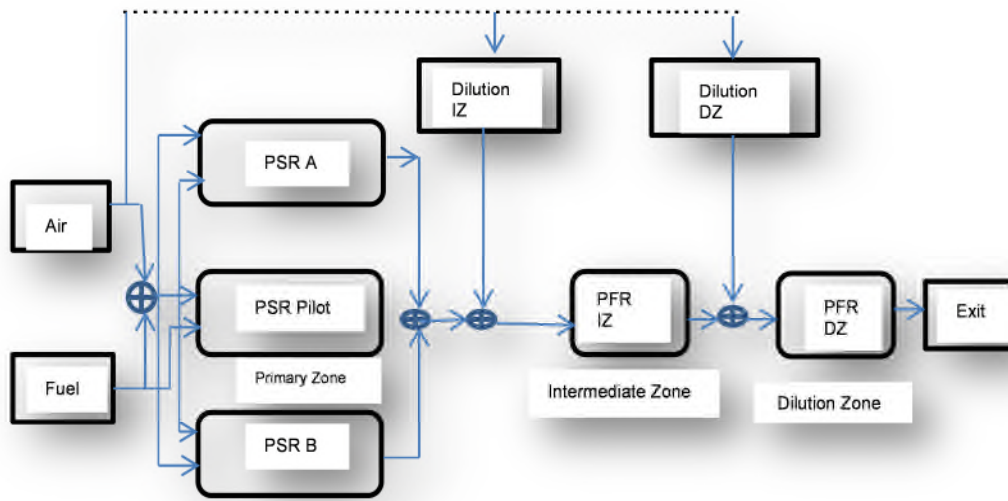 Dilution
IZ
Dilution
DZ
PSR A
Air
PSR Pilot
PFR
IZ
PFR
DZ
Exit
Fuel
Primary Zone
Intermediate Zone
Dilution Zone
PSR B